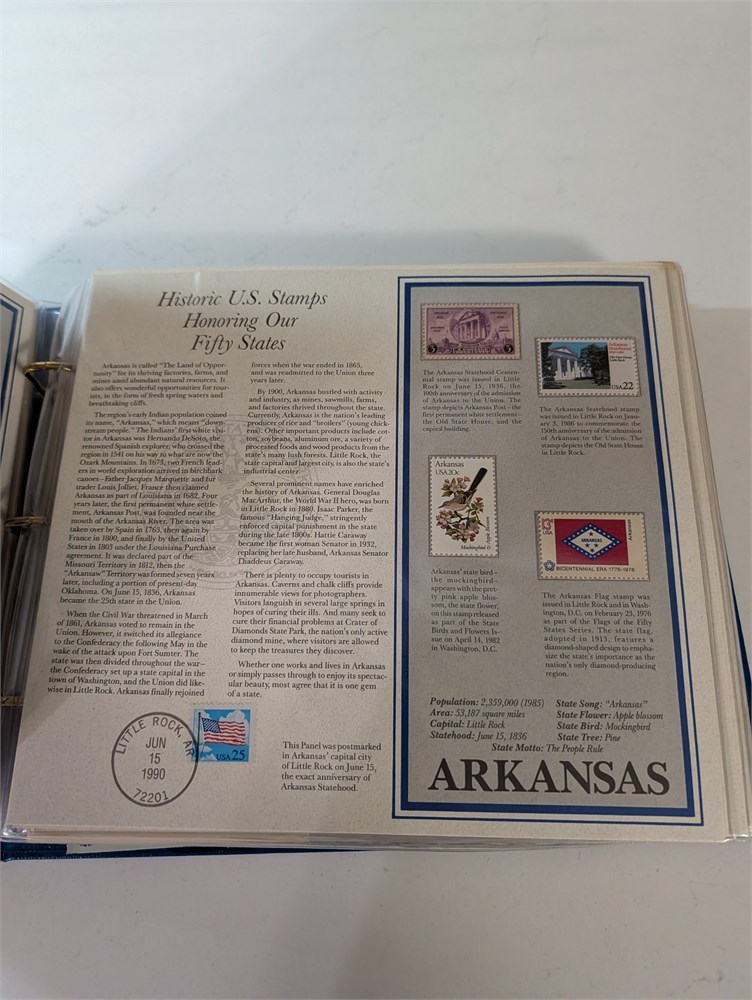 Historic U.S. Stamps
Honoring Our
Fifty States
Arkansas is called "The Land of Oppor-
tunity" for its thriving factories, farms, and
mines amid abundant natural resources. It
also offers wonderful opportunities for tour-
ists, in the form of fresh spring waters and
breathtaking cliffs.
The region's early Indian population coined
its name, "Arkansas," which means "down
stream people." The Indians' first white visi-
tor in Arkansas was Hernando DeSoto, the
renowned Spanish explorer, who crossed the
region in 1541 on his way to what are now the
Ozark Mountains. In 1673, two French lead-
ers in world exploration arrived in birchbark
canoes—Father Jacques Marquette and fur
trader Louis Jolliet. France then claimed
Arkansas as part of Louisiana in 1682. Four
years later, the first permanent white settle-
ment, Arkansas Post, was founded near the
mouth of the Arkansas River. The area was
taken over by Spain in 1763, then again by
France in 1800, and finally by the United
States in 1803 under the Louisiana Purchase
agreement. It was declared part of the
Missouri Territory in 1812, then the
"Arkansaw" Territory was formed seven years
later, including a portion of present-day
Oklahoma. On June 15, 1836, Arkansas
became the 25th state in the Union.
When the Civil War threatened in March
of 1861, Arkansas voted to remain in the
Union. However, it switched its allegiance
to the Confederacy the following May in the
wake of the attack upon Fort Sumter. The
state was then divided throughout the war—
the Confederacy set up a state capital in the
town of Washington, and the Union did like-
wise in Little Rock. Arkansas finally rejoined
forces when the war ended in 1865,
and was readmitted to the Union three
years later.
By 1900, Arkansas bustled with activity
and industry, as mines, sawmills, farms,
and factories thrived throughout the state.
Currently, Arkansas is the nation's leading
producer of rice and "broilers" (young chick-
ens). Other important products include cot-
ton, soybeans, aluminum ore, a variety of
processed foods and wood products from the
state's many lush forests. Little Rock, the
state capital and largest city, is also the state's
industrial center.
Several prominent names have enriched
the history of Arkansas. General Douglas
MacArthur, the World War II hero, was born
in Little Rock in 1880. Isaac Parker, the
famous "Hanging Judge," stringently
enforced capital punishment in the state
during the late 1800s. Hattie Caraway
became the first woman Senator in 1932,
replacing her late husband, Arkansas Senator
Thaddeus Caraway.
There is plenty to occupy tourists in
Arkansas. Caverns and chalk cliffs provide
innumerable views for photographers.
Visitors languish in several large springs in
hopes of curing their ills. And many seek to
cure their financial problems at Crater of
Diamonds State Park, the nation's only active
diamond mine, where visitors are allowed
to keep the treasures they discover.
Whether one works and lives in Arkansas
or simply passes through to enjoy its spectac-
ular beauty, most agree that it is one gem
of a state.
LITTLE ROCK, AR
JUN
15
1990
72201
USA 25
This Panel was postmarked
in Arkansas' capital city
of Little Rock on June 15,
the exact anniversary of
Arkansas Statehood.
The Arkansas Statehood Centen-
nial stamp was issued in Little
Rock on June 15, 1936, the
100th anniversary of the admission
of Arkansas to the Union. The
stamp depicts Arkansas Post - the
first permanent white settlement-
the Old State House, and the
capitol building.
Arkansas Statehood
USA 22
The Arkansas Statehood stamp
was issued in Little Rock on Janu-
ary 3, 1986 to commemorate the
150th anniversary of the admission
of Arkansas to the Union. The
stamp depicts the Old State House
in Little Rock.
Arkansas
USA 20c
Mockingbird &
Apple Blossom
Arkansas' state bird—
the mockingbird—
appears with the pret-
ty pink apple blos-
som, the state flower,
on this stamp released
as part of the State
Birds and Flowers Is-
sue on April 14, 1982
in Washington, D.C.
13c
USA
ARKANSAS
Arkansas
BICENTENNIAL ERA 1776-1976
The Arkansas Flag stamp was
issued in Little Rock and in Wash-
ington, D.C. on February 23, 1976
as part of the Flags of the Fifty
States Series. The state flag,
adopted in 1913, features a
diamond-shaped design to empha-
size the state's importance as the
nation's only diamond-producing
region.
Population: 2,359,000 (1985)
Area: 53,187 square miles
Capital: Little Rock
Statehood: June 15, 1836
State Song: "Arkansas"
State Flower: Apple blossom
State Bird: Mockingbird
State Tree: Pine
State Motto: The People Rule
ARKANSAS